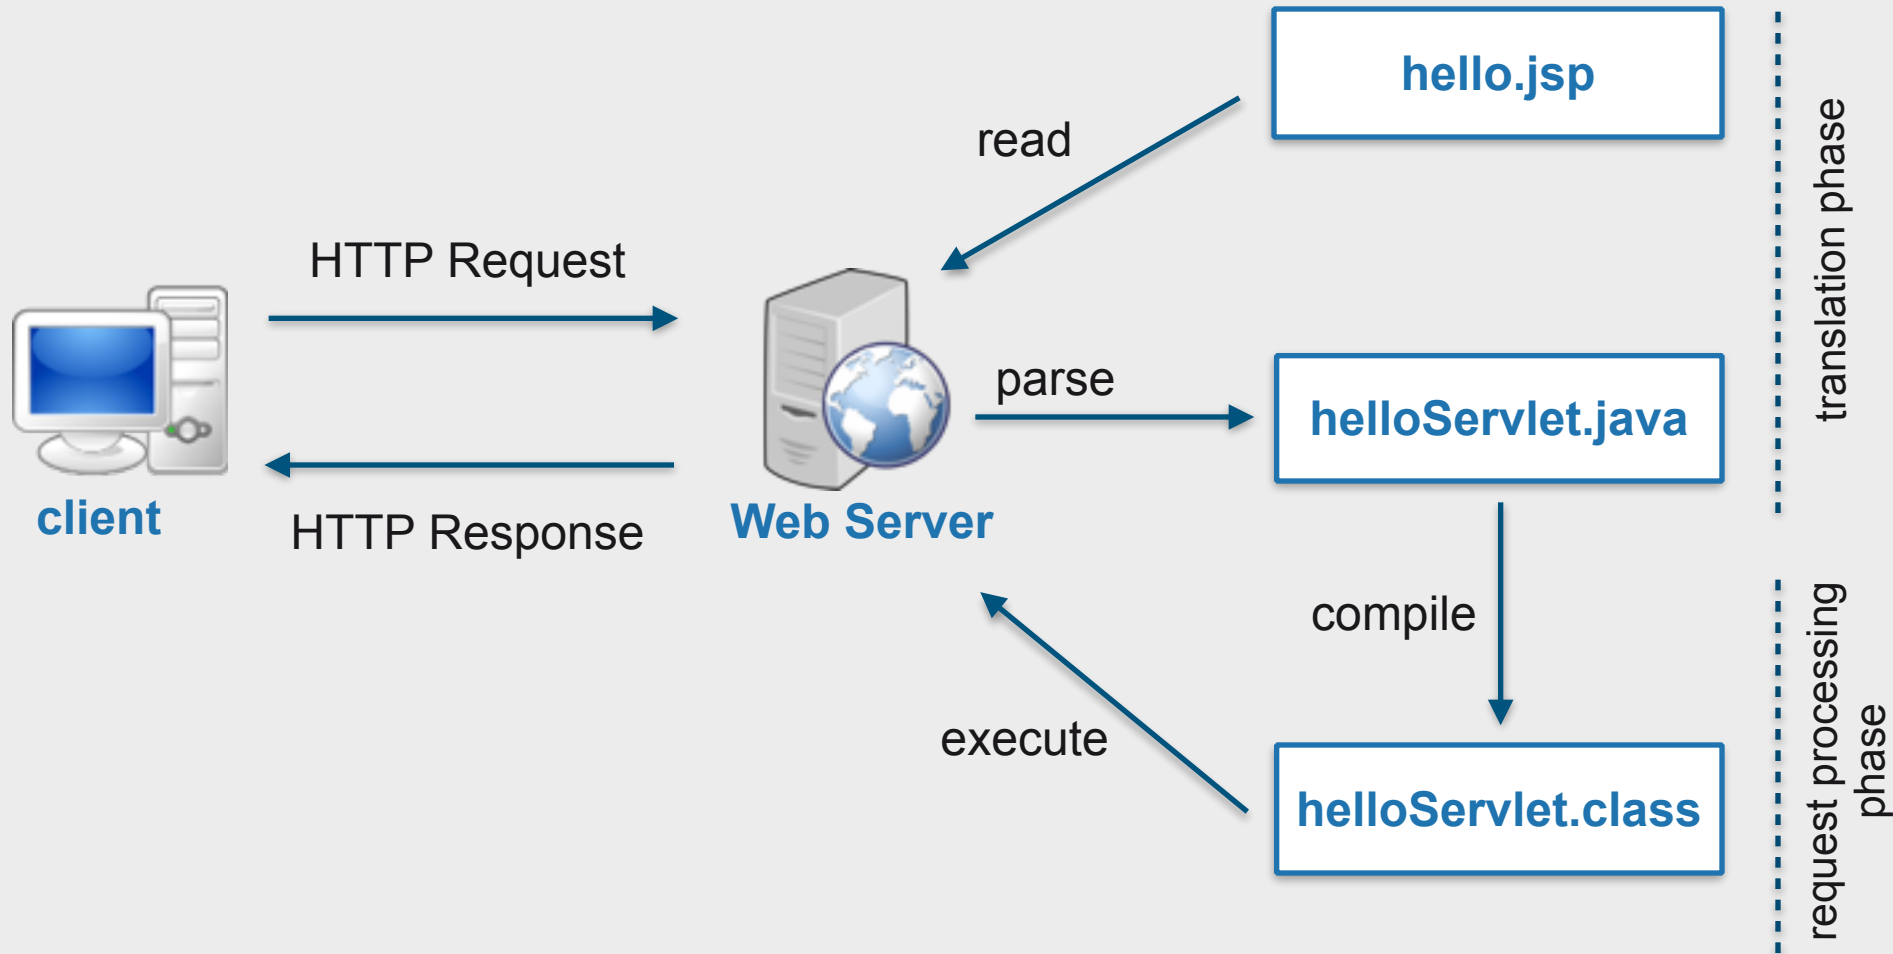 hello.jsp
read
HTTP Request
parse
helloServlet.java
client
HTTP Response
Web Server
compile
execute
helloServlet.class
translation phase
request processing
phase